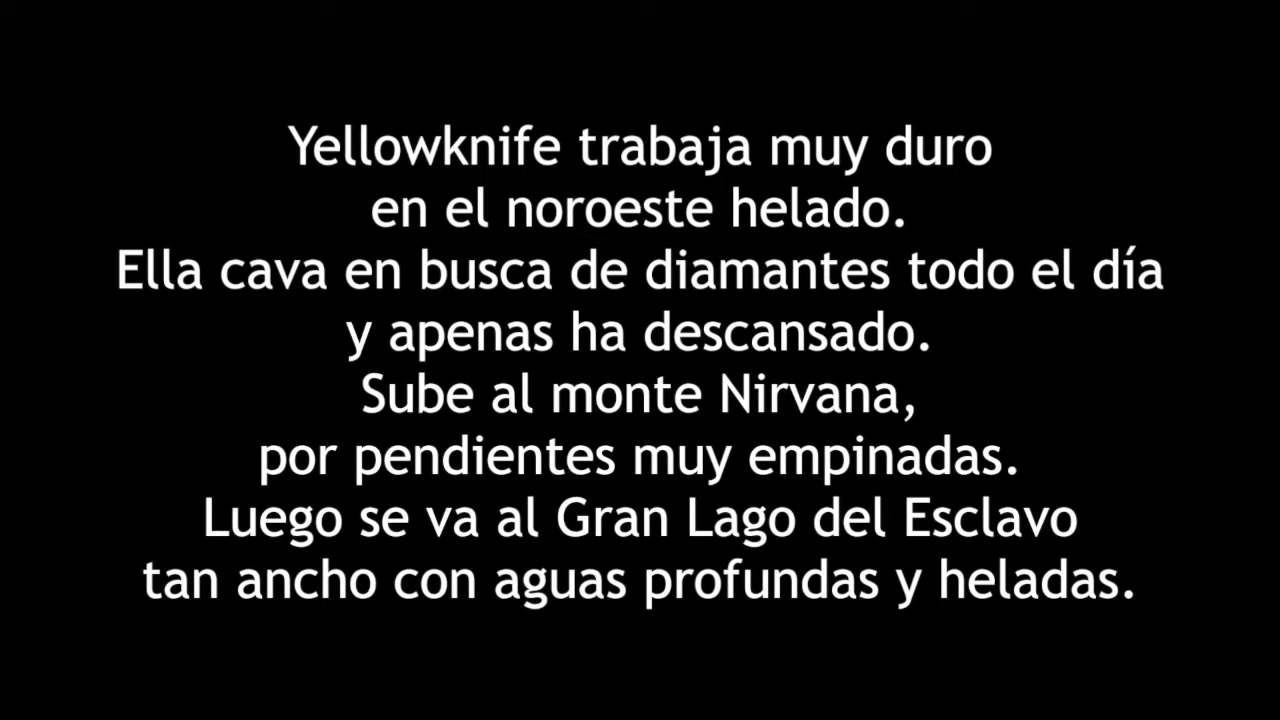 Yellowknife trabaja muy duro
en el noroeste helado.
Ella cava en busca de diamantes todo el día
y apenas ha descansado.
Sube al monte Nirvana,
por pendientes muy empinadas.
Luego se va al Gran Lago del Esclavo
tan ancho con aguas profundas y heladas.